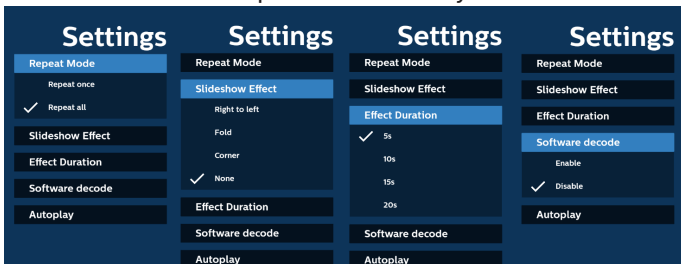 Settings
Repeat Mode
Repeat once
Repeat all
Slideshow Effect
Effect Duration
Software decode
Autoplay
Settings
Repeat Mode
Slideshow Effect
Right to left
Fold
Corner
None
Effect Duration
Software decode
Autoplay
Settings
Repeat Mode
Slideshow Effect
Effect Duration
5s
10s
15s
20s
Software decode
Autoplay
Settings
Repeat Mode
Slideshow Effect
Effect Duration
Software decode
Enable
Disable
Autoplay